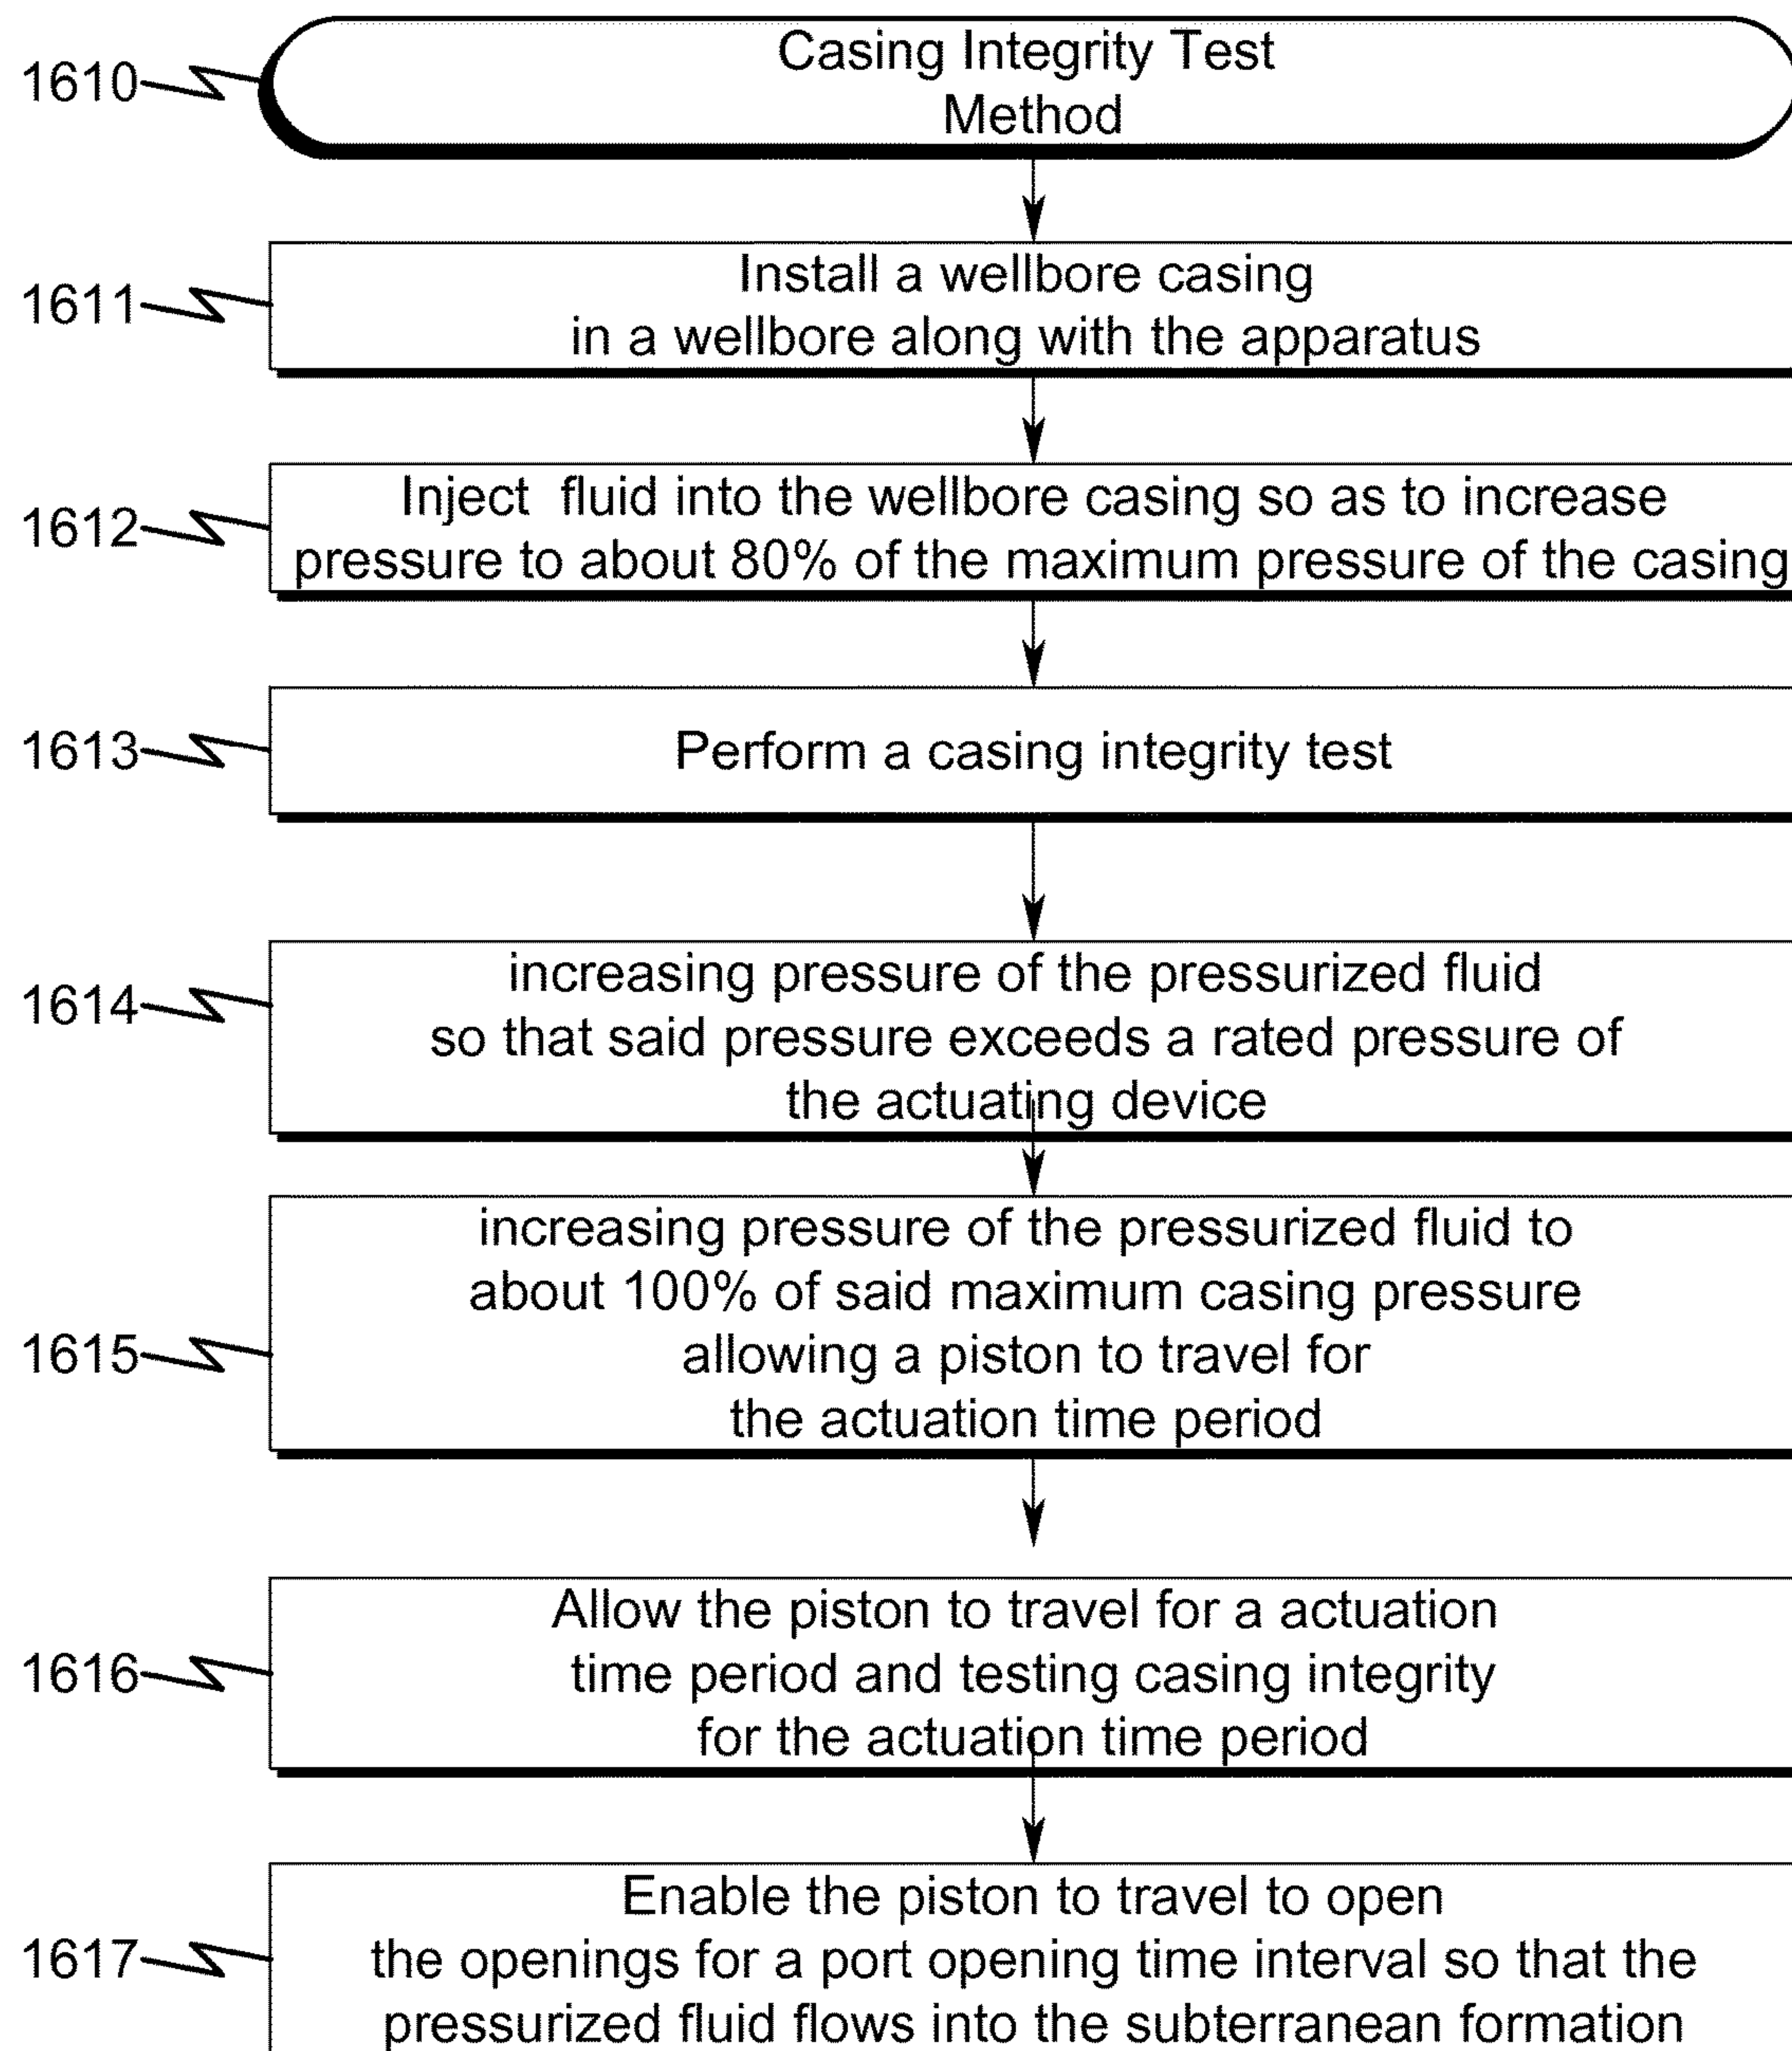 1610
Casing Integrity Test
Method
1611
Install a wellbore casing
in a wellbore along with the apparatus
1612
Inject fluid into the wellbore casing so as to increase
pressure to about 80% of the maximum pressure of the casing
1613
Perform a casing integrity test
1614
increasing pressure of the pressurized fluid
so that said pressure exceeds a rated pressure of
the actuating device
1615
increasing pressure of the pressurized fluid to
about 100% of said maximum casing pressure
allowing a piston to travel for
the actuation time period
1616
Allow the piston to travel for a actuation
time period and testing casing integrity
for the actuation time period
1617
Enable the piston to travel to open
the openings for a port opening time interval so that the
pressurized fluid flows into the subterranean formation